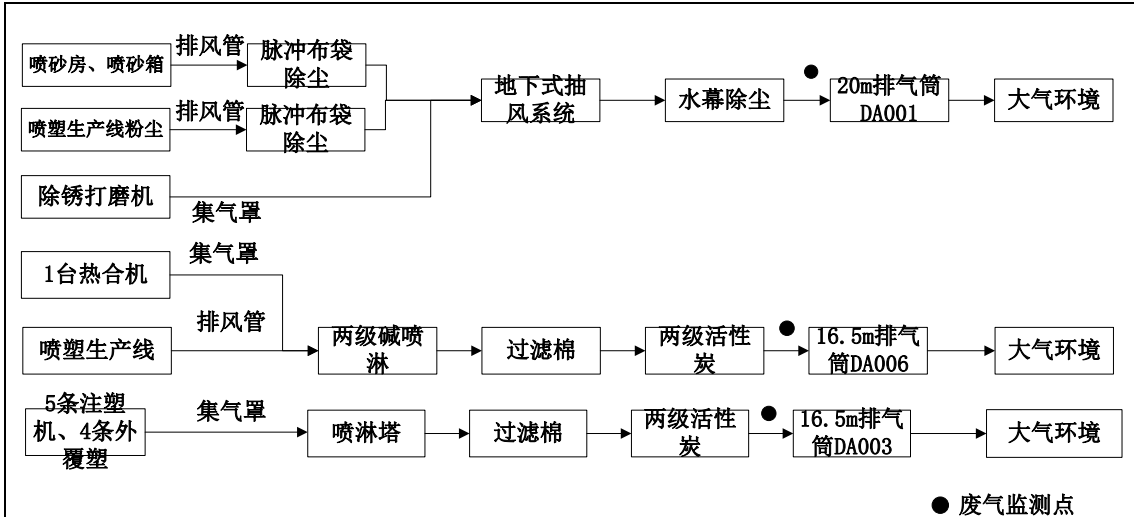 排风管
喷砂房、喷砂箱
脉冲布袋
除尘
排风管
喷塑生产线粉尘
脉冲布袋
除尘
地下式抽
风系统
水幕除尘
20m排气筒
DA001
大气环境
除锈打磨机
集气罩
集气罩
1台热合机
排风管
喷塑生产线
两级碱喷
淋
过滤棉
两级活性
炭
16.5m排气
筒DA006
大气环境
5条注塑
机、4条外
覆塑
集气罩
喷淋塔
过滤棉
两级活性
炭
16.5m排气
筒DA003
大气环境
废气监测点